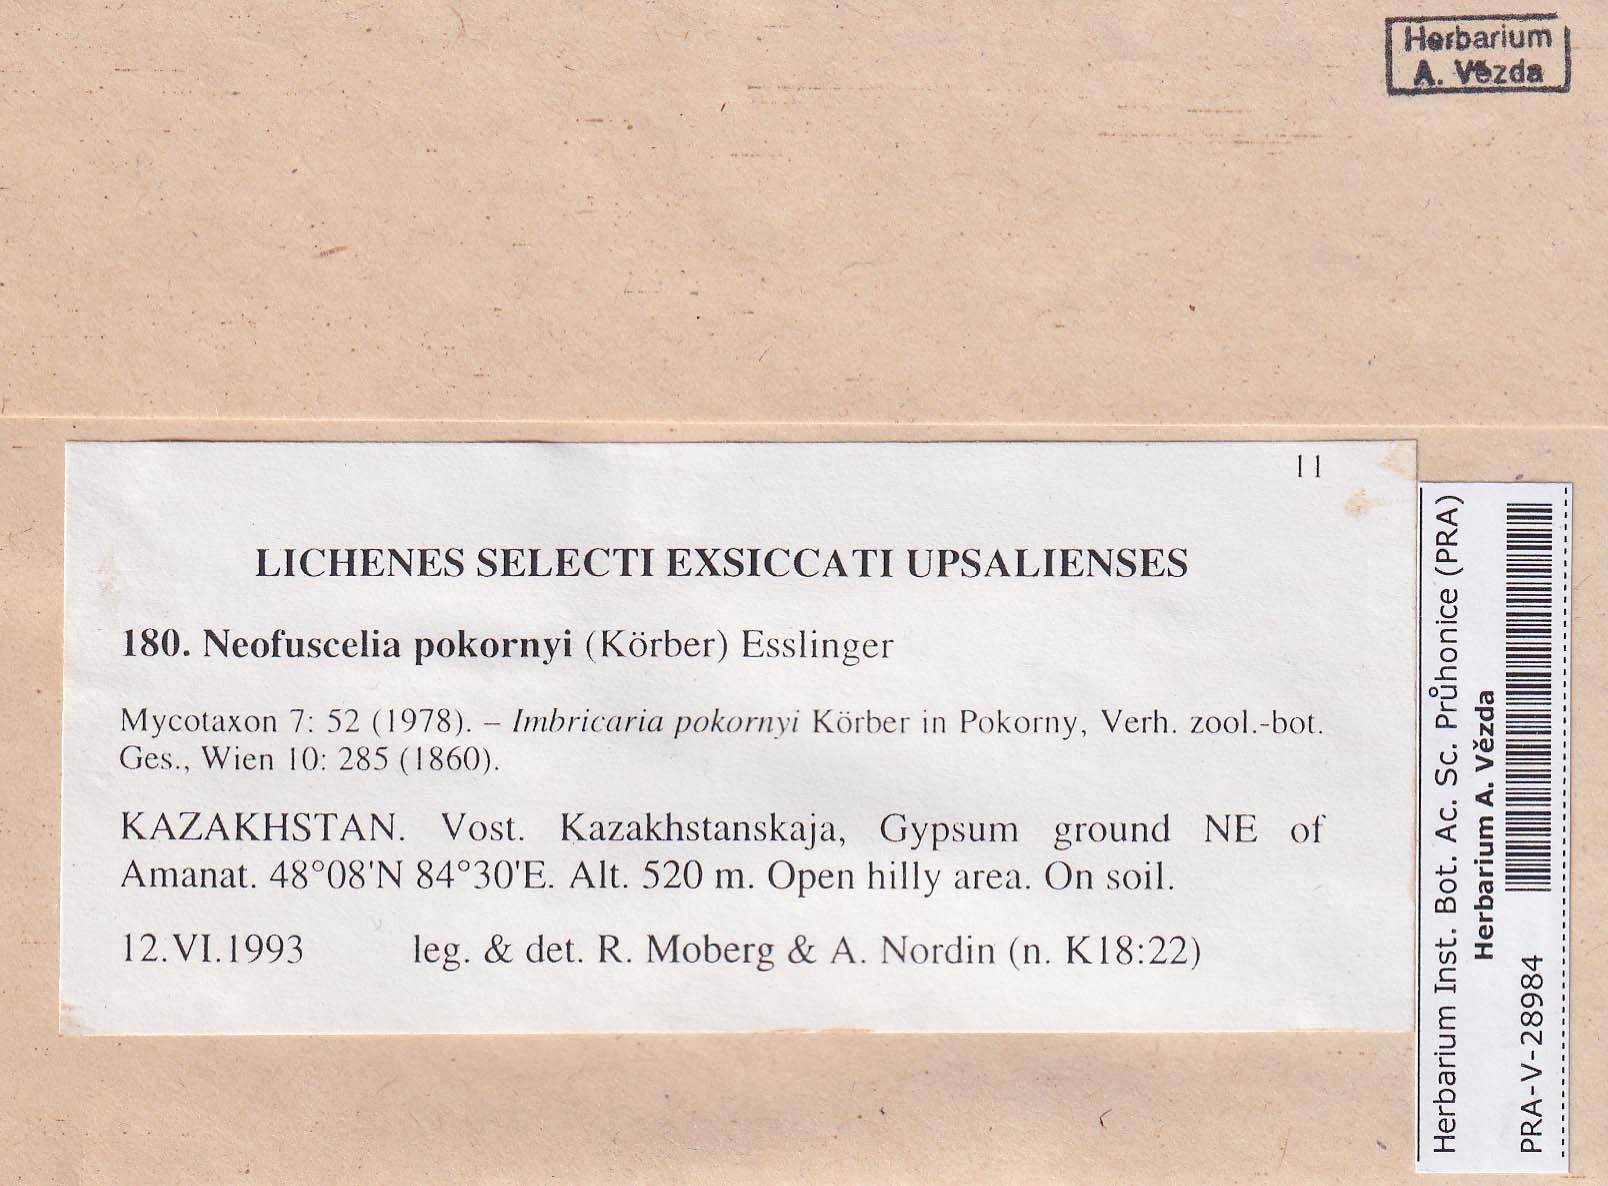 Herbarium
A. Vězda
11
LICHENES SELECTI EXSICCATI UPSALIENSES
180. Neofuscelia pokornyi (Körber) Esslinger
Mycotaxon 7: 52 (1978). – Imbricaria pokornyi Körber in Pokorny, Verh. zool.-bot.
Ges., Wien 10: 285 (1860).
KAZAKHSTAN. Vost. Kazakhstanskaja, Gypsum ground NE of
Amanat. 48°08'N 84°30'E. Alt. 520 m. Open hilly area. On soil.
12.VI.1993 leg. & det. R. Moberg & A. Nordin (n. K18:22)
Herbarium Inst. Bot. Ac. Sc. Průhonice (PRA)
Herbarium A. Vězda
PRA-V-28984